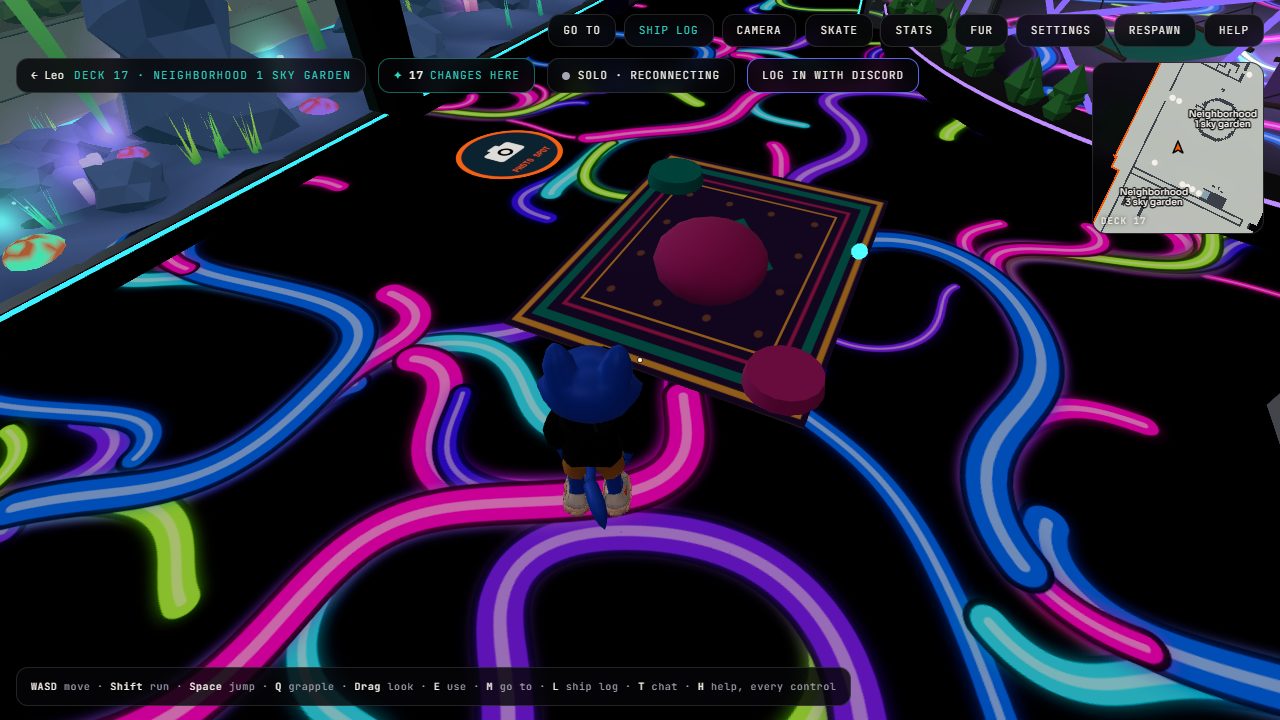 GO TO
SHIP LOG
CAMERA
SKATE
STATS
FUR
SETTINGS
RESPAWN
HELP
← Leo DECK 17 · NEIGHBORHOOD 1 SKY GARDEN
✦ 17 CHANGES HERE
SOLO · RECONNECTING
LOG IN WITH DISCORD
PHOTO SPOT
Neighborhood
1 sky garden
Neighborhood
3 sky garden
DECK 17
WASD move · Shift run · Space jump · Q grapple · Drag look · E use · M go to · L ship log · T chat · H help, every control